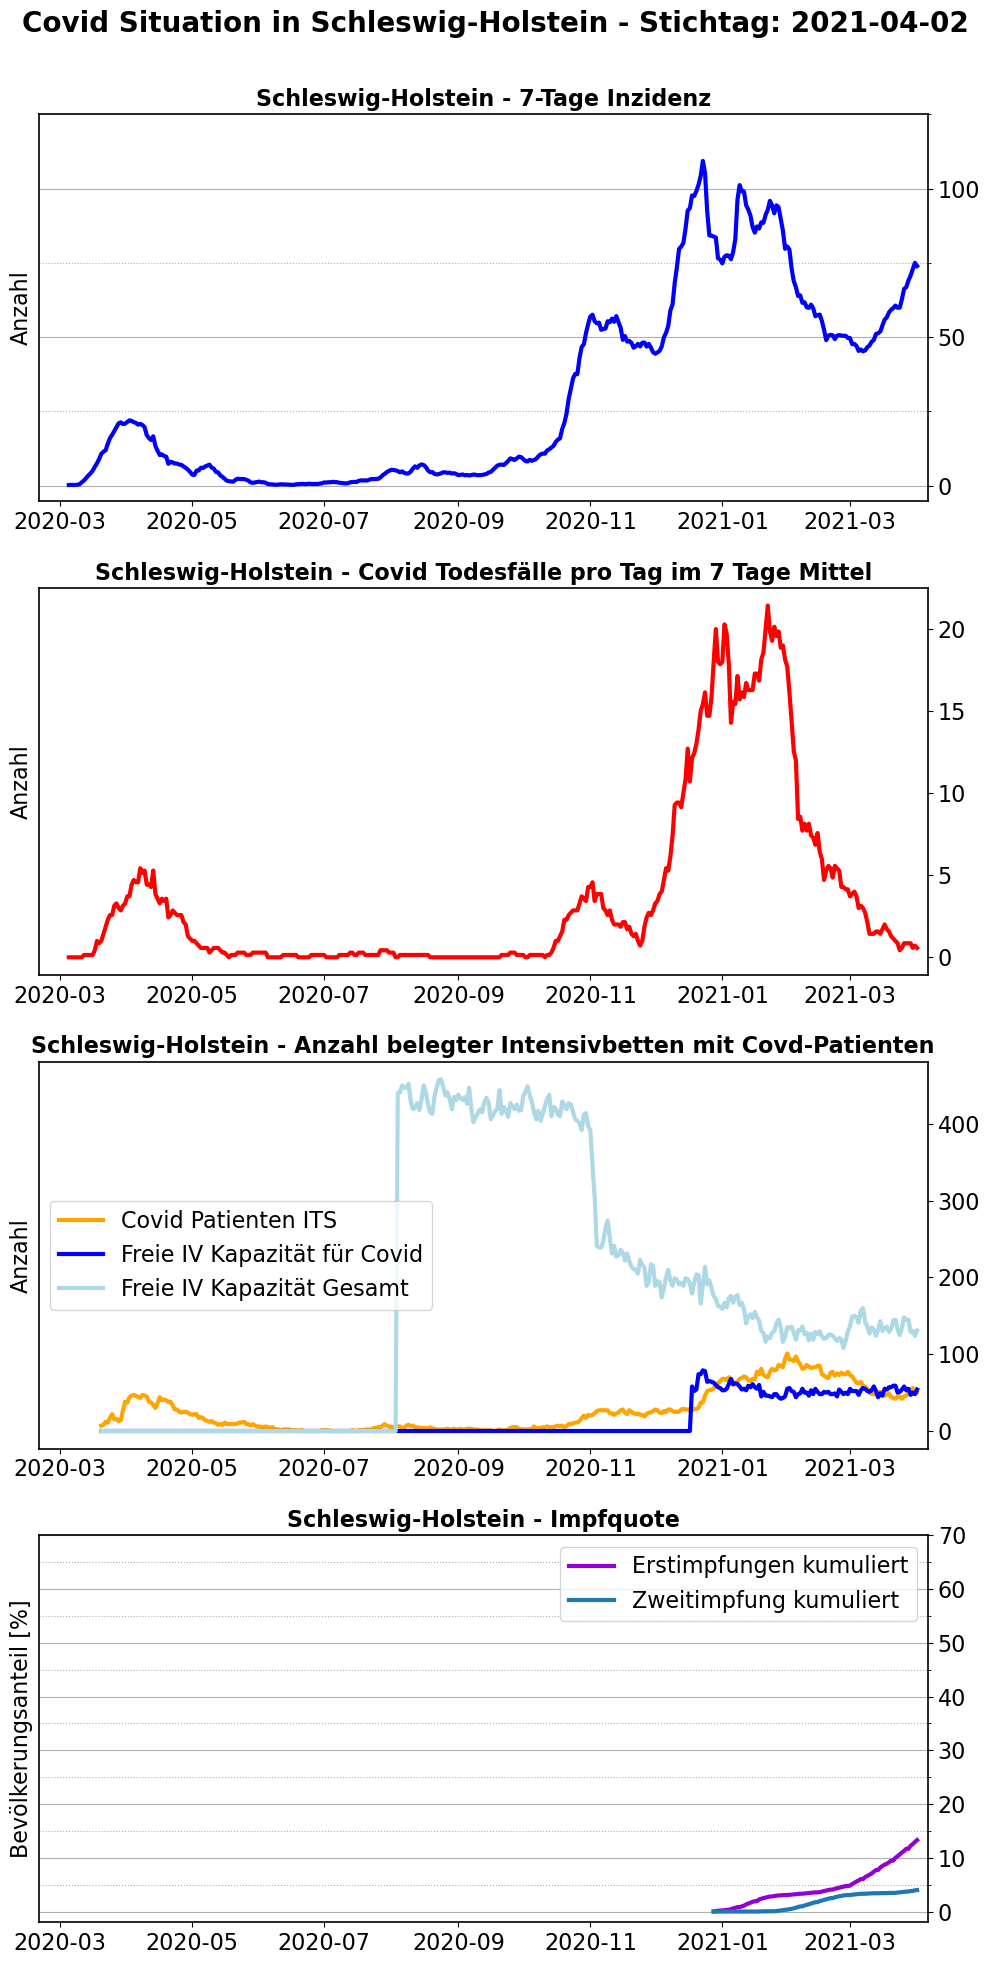 Covid Situation in Schleswig-Holstein - Stichtag: 2021-04-02
Schleswig-Holstein - 7-Tage Inzidenz
Anzahl
100
50
0
2020-03 2020-05 2020-07 2020-09 2020-11 2021-01 2021-03
Schleswig-Holstein - Covid Todesfälle pro Tag im 7 Tage Mittel
Anzahl
20
15
10
5
0
2020-03 2020-05 2020-07 2020-09 2020-11 2021-01 2021-03
Schleswig-Holstein - Anzahl belegter Intensivbetten mit Covd-Patienten
Anzahl
Covid Patienten ITS
Freie IV Kapazität für Covid
Freie IV Kapazität Gesamt
400
300
200
100
0
2020-03 2020-05 2020-07 2020-09 2020-11 2021-01 2021-03
Schleswig-Holstein - Impfquote
Bevölkerungsanteil [%]
Erstimpfungen kumuliert
Zweitimpfung kumuliert
70
60
50
40
30
20
10
0
2020-03 2020-05 2020-07 2020-09 2020-11 2021-01 2021-03